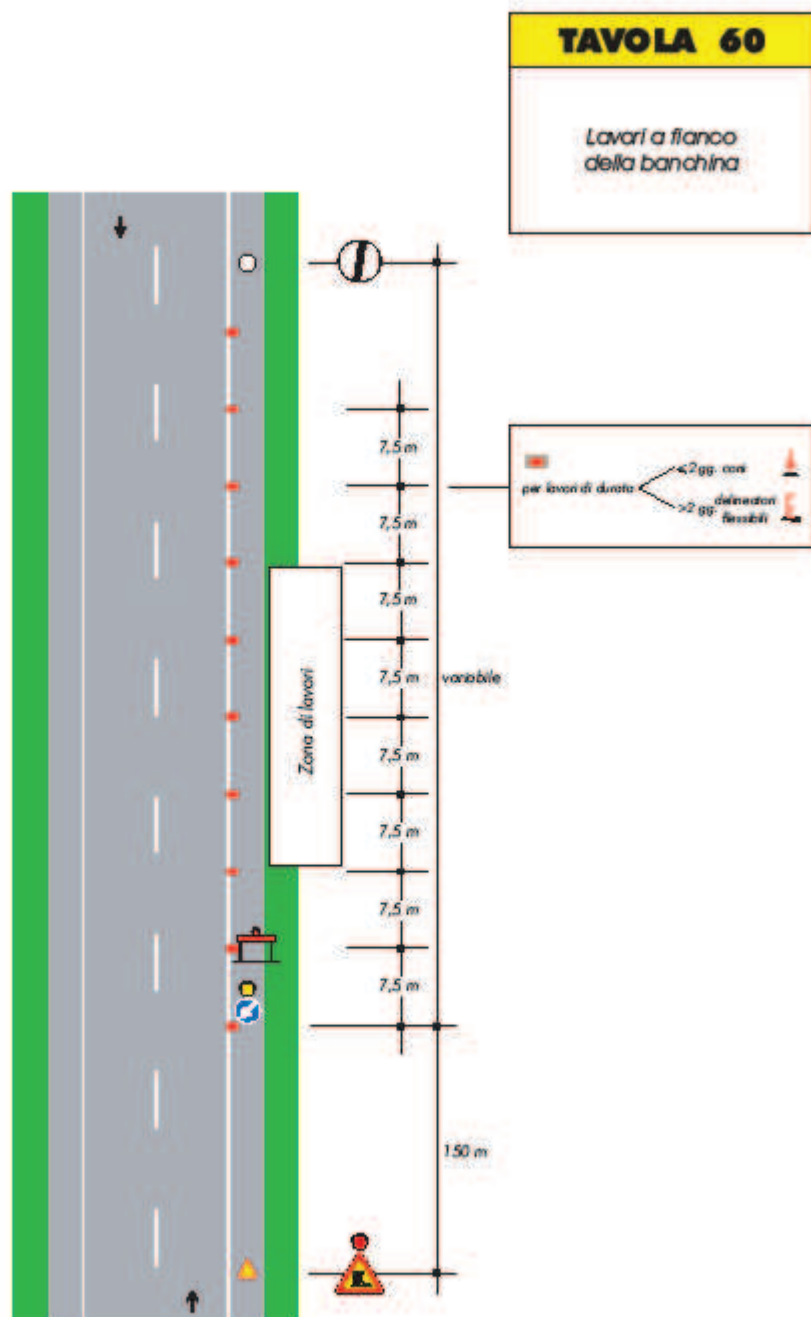 TAVOLA 60
Lavori a fianco
della banchina
7,5 m
7,5 m
7,5 m
7,5 m
7,5 m
7,5 m
7,5 m
7,5 m
variabile
150 m
Zona di lavori
per lavori di durata
⩽2 gg. coni
>2 gg. delineatori
flessibili